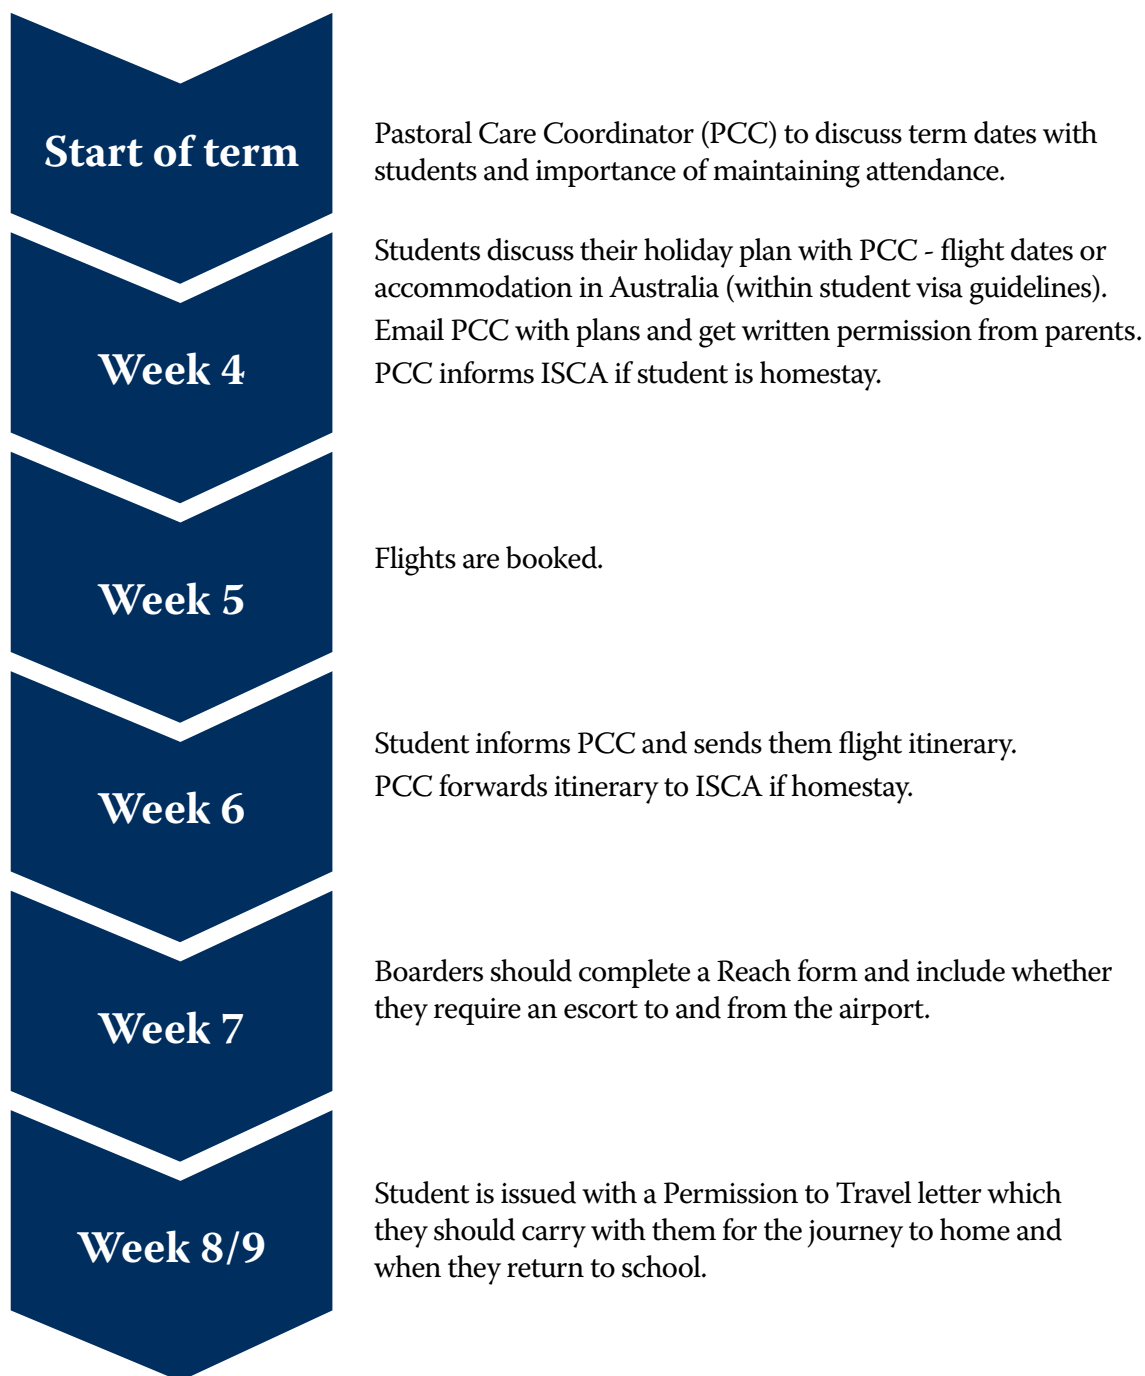 Start of term
Pastoral Care Coordinator (PCC) to discuss term dates with
students and importance of maintaining attendance.
Week 4
Students discuss their holiday plan with PCC - flight dates or
accommodation in Australia (within student visa guidelines).
Email PCC with plans and get written permission from parents.
PCC informs ISCA if student is homestay.
Week 5
Flights are booked.
Week 6
Student informs PCC and sends them flight itinerary.
PCC forwards itinerary to ISCA if homestay.
Week 7
Boarders should complete a Reach form and include whether
they require an escort to and from the airport.
Week 8/9
Student is issued with a Permission to Travel letter which
they should carry with them for the journey to home and
when they return to school.